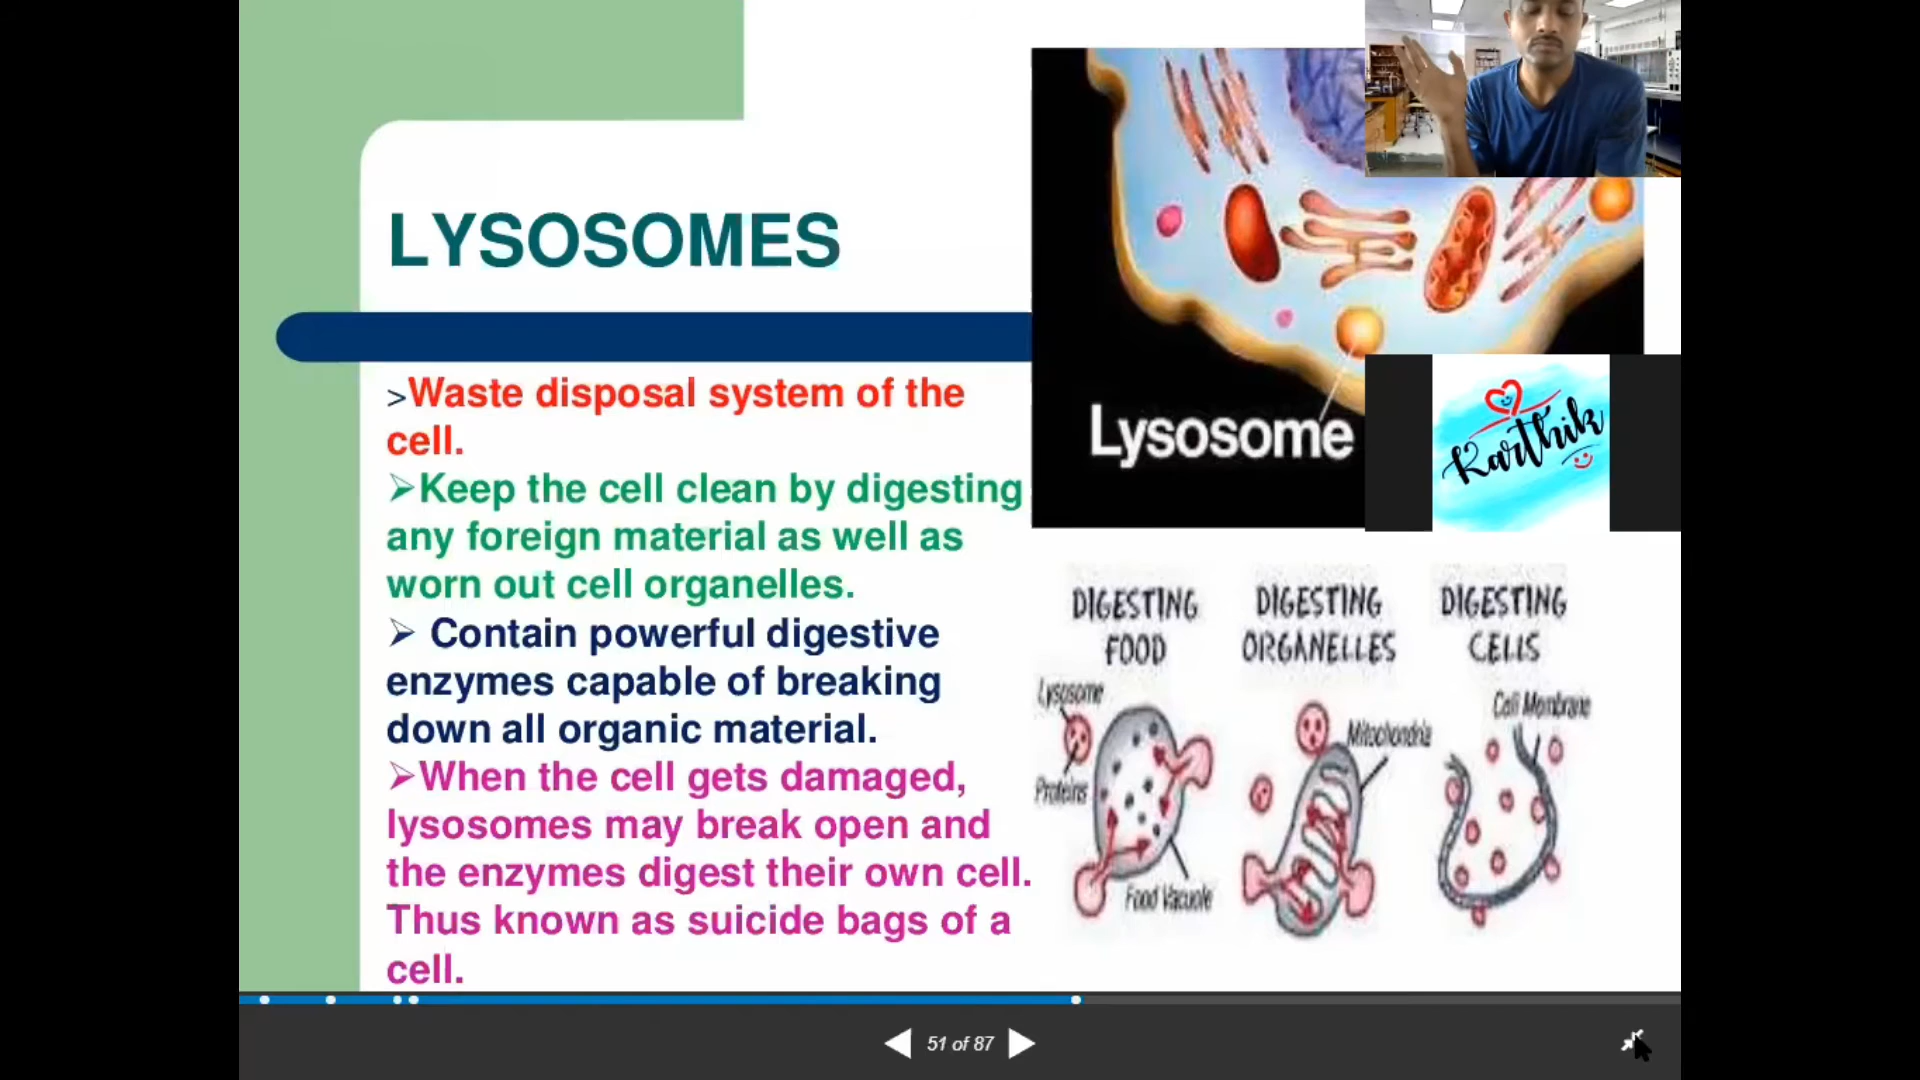 LYSOSOMES
>Waste disposal system of the
cell.
➢Keep the cell clean by digesting
any foreign material as well as
worn out cell organelles.
➢ Contain powerful digestive
enzymes capable of breaking
down all organic material.
➢When the cell gets damaged,
lysosomes may break open and
the enzymes digest their own cell.
Thus known as suicide bags of a
cell.
Lysosome
Karthik
DIGESTING
FOOD
Lysosome
Proteins
Food Vacuole
DIGESTING
ORGANELLES
Mitochondria
DIGESTING
CELLS
Cell Membrane
51 of 87